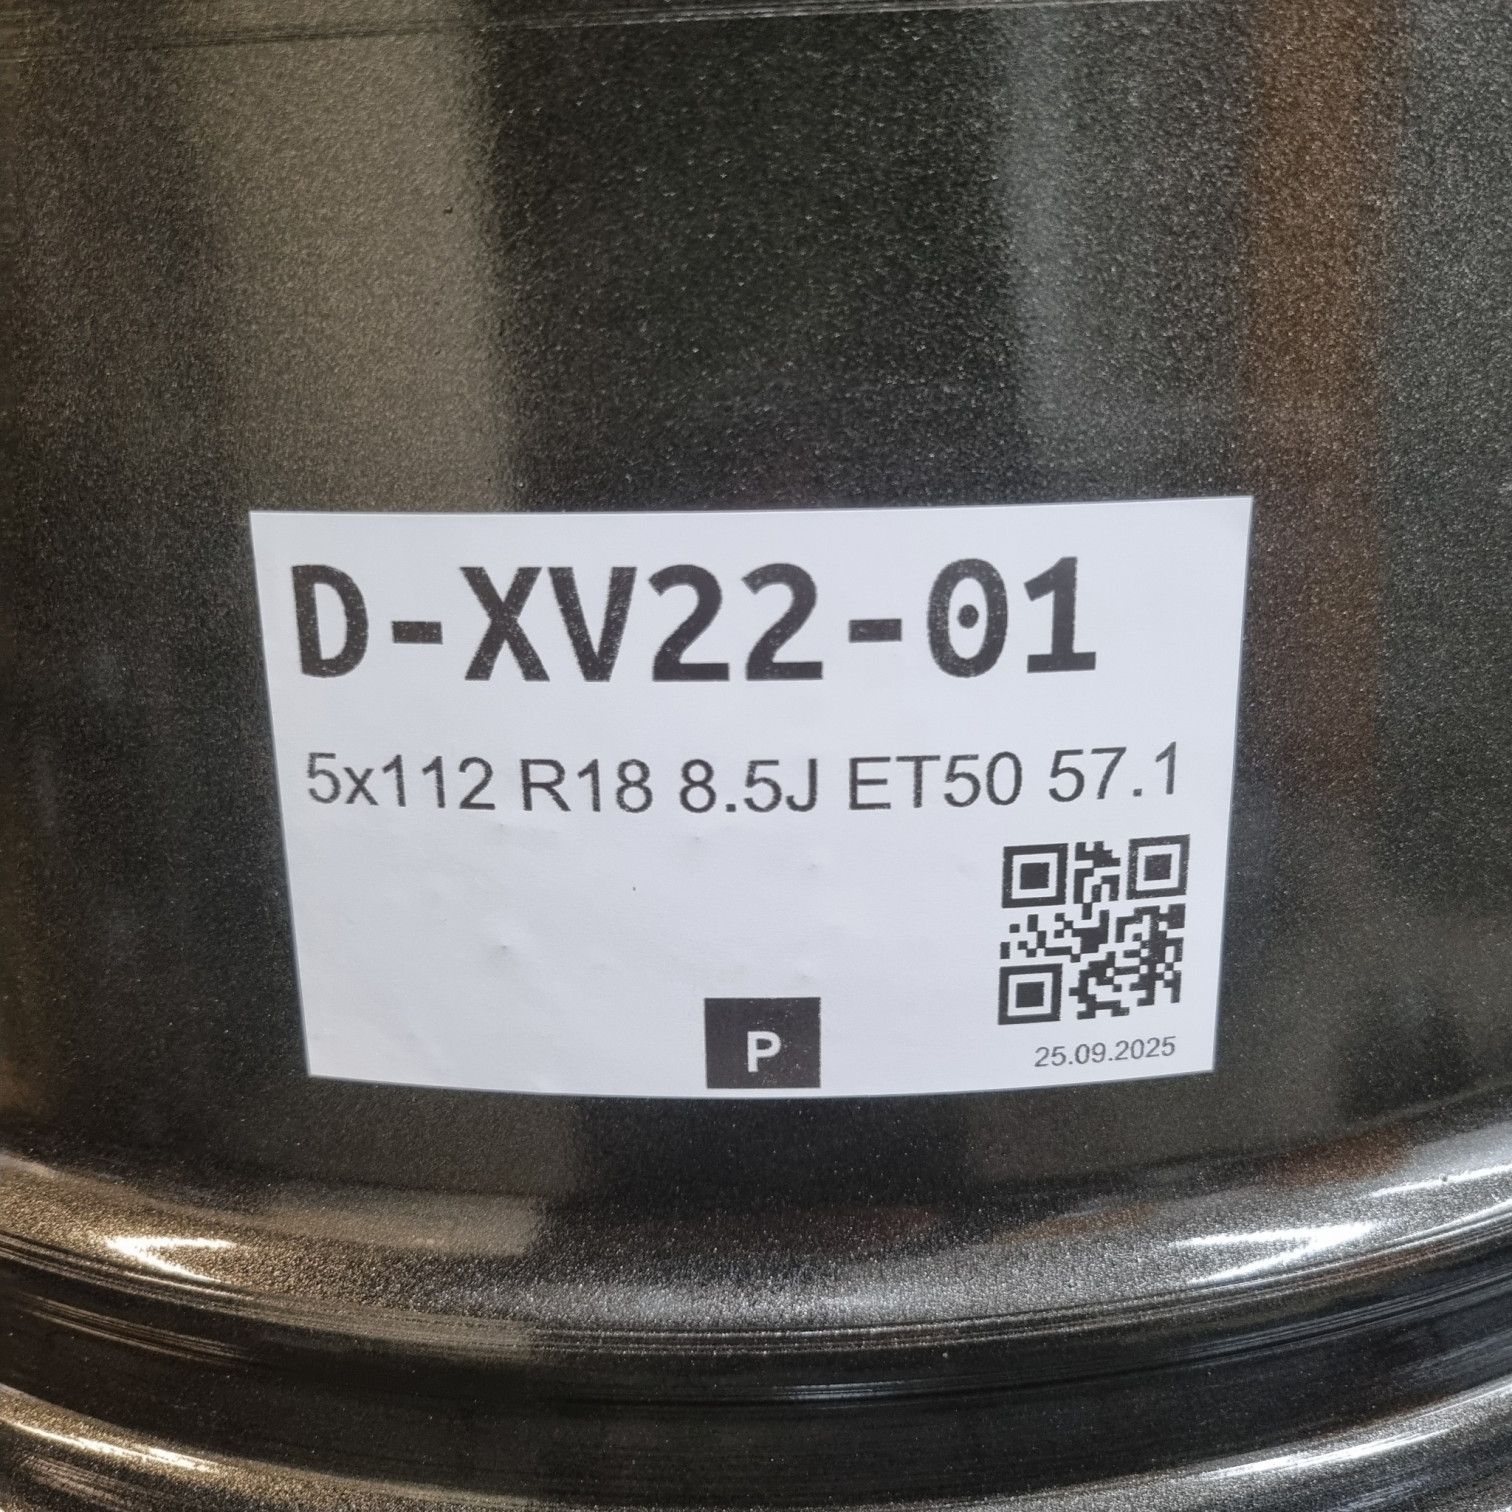 D-XV22-01
5x112 R18 8.5J ET50 57.1
P
25.09.2025